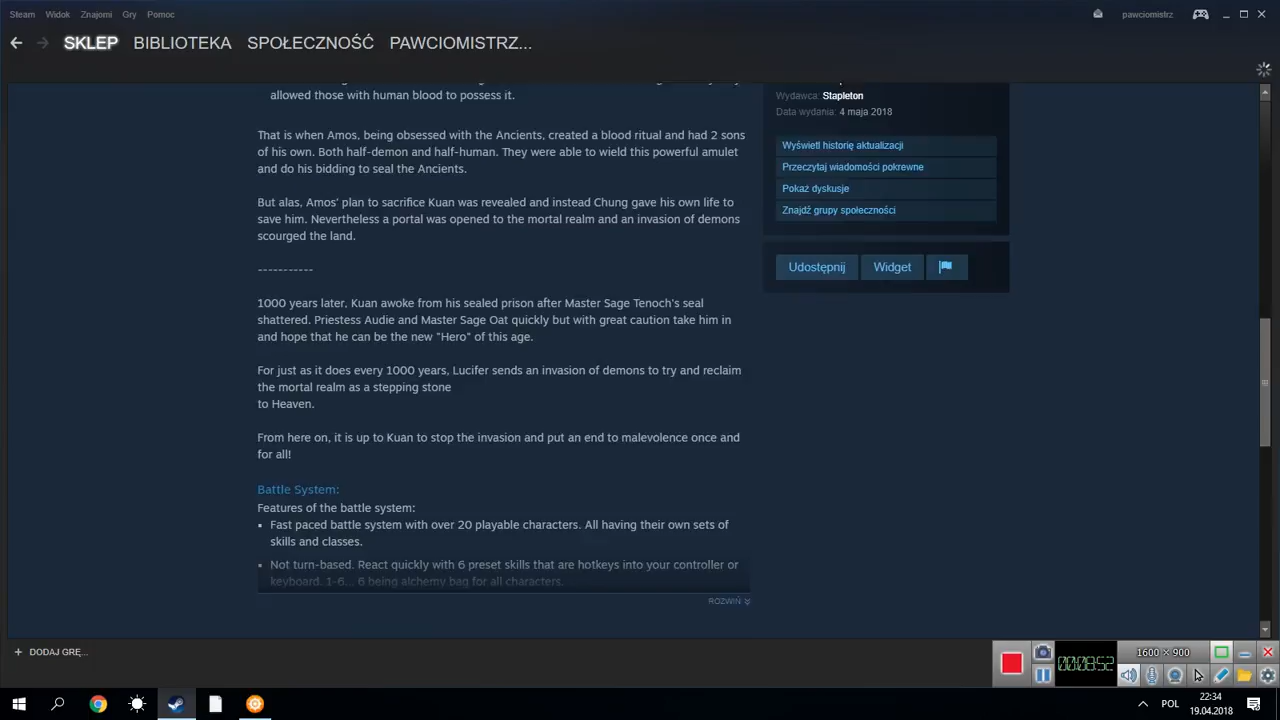 Steam Widok Znajomi Gry Pomoc pawciomistrz
SKLEP BIBLIOTEKA SPOŁECZNOŚĆ PAWCIOMISTRZ...
allowed those with human blood to possess it.
Wydawca: Stapleton
Data wydania: 4 maja 2018
That is when Amos, being obsessed with the Ancients, created a blood ritual and had 2 sons
of his own. Both half-demon and half-human. They were able to wield this powerful amulet
and do his bidding to seal the Ancients.
Wyświetl historię aktualizacji
Przeczytaj wiadomości pokrewne
Pokaż dyskusje
Znajdź grupy społeczności
But alas, Amos' plan to sacrifice Kuan was revealed and instead Chung gave his own life to
save him. Nevertheless a portal was opened to the mortal realm and an invasion of demons
scourged the land.
Udostępnij Widget
-----------
1000 years later, Kuan awoke from his sealed prison after Master Sage Tenoch's seal
shattered. Priestess Audie and Master Sage Oat quickly but with great caution take him in
and hope that he can be the new "Hero" of this age.
For just as it does every 1000 years, Lucifer sends an invasion of demons to try and reclaim
the mortal realm as a stepping stone
to Heaven.
From here on, it is up to Kuan to stop the invasion and put an end to malevolence once and
for all!
Battle System:
Features of the battle system:
▪ Fast paced battle system with over 20 playable characters. All having their own sets of
skills and classes.
▪ Not turn-based. React quickly with 6 preset skills that are hotkeys into your controller or
keyboard. 1-6... 6 being alchemy bag for all characters.
ROZWIŃ
+ DODAJ GRĘ...
1600 × 900
00:08:52
POL
22:34
19.04.2018